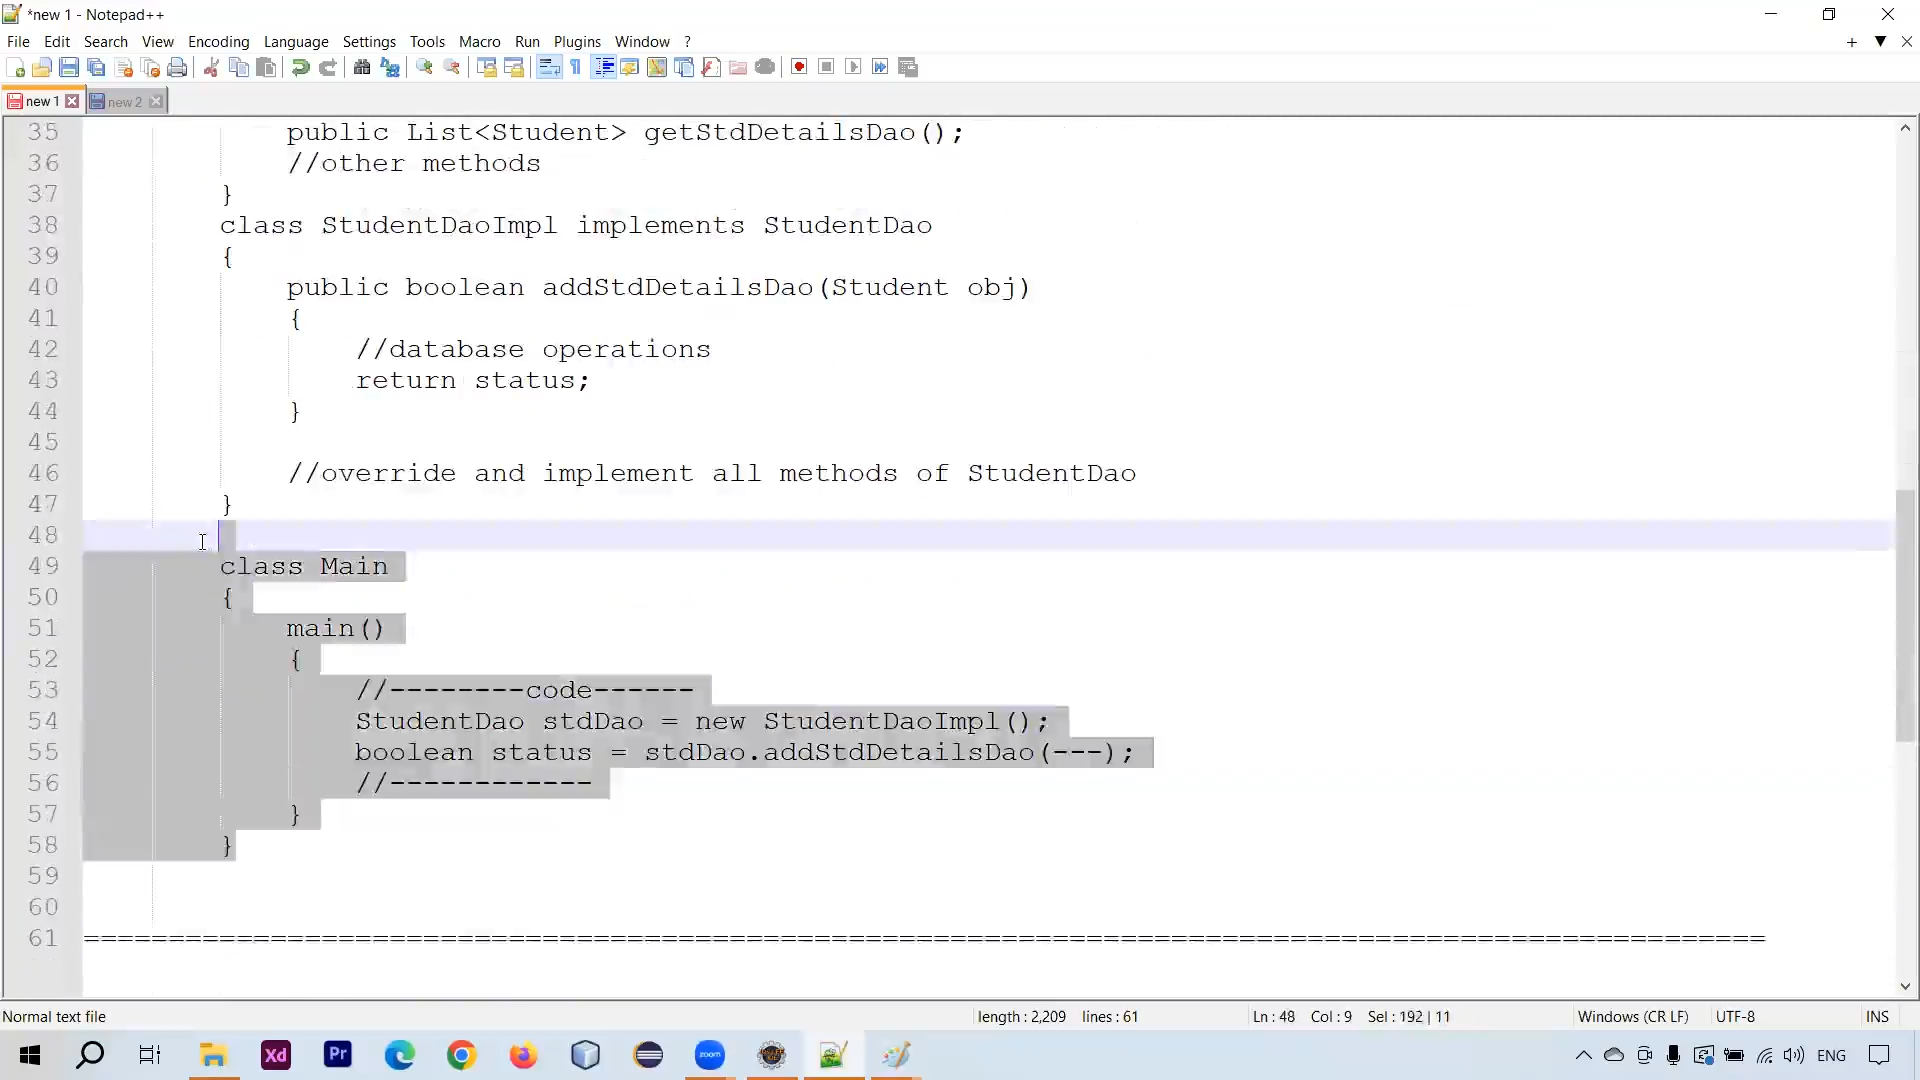 *new 1 - Notepad++
File Edit Search View Encoding Language Settings Tools Macro Run Plugins Window ?
new 1 new 2
35 public List<Student> getStdDetailsDao();
36 //other methods
37 }
38 class StudentDaoImpl implements StudentDao
39 {
40 public boolean addStdDetailsDao(Student obj)
41 {
42 //database operations
43 return status;
44 }
45
46 //override and implement all methods of StudentDao
47 }
48
49 class Main
50 {
51 main()
52 {
53 //--------code------
54 StudentDao stdDao = new StudentDaoImpl();
55 boolean status = stdDao.addStdDetailsDao(---);
56 //------------
57 }
58 }
59
60
61 ===================================================================================================
Normal text file length : 2,209 lines : 61 Ln : 48 Col : 9 Sel : 192 | 11 Windows (CR LF) UTF-8 INS
Xd Pr zoom ENG